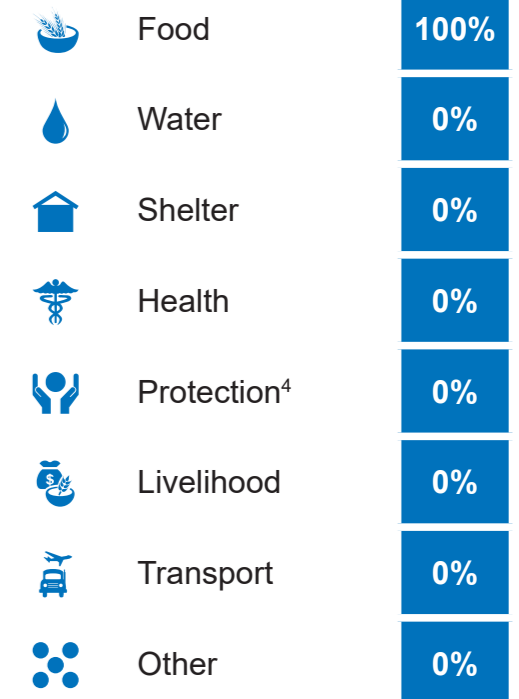 Food 100%
Water 0%
Shelter 0%
Health 0%
Protection⁴ 0%
$ Livelihood 0%
Transport 0%
Other 0%